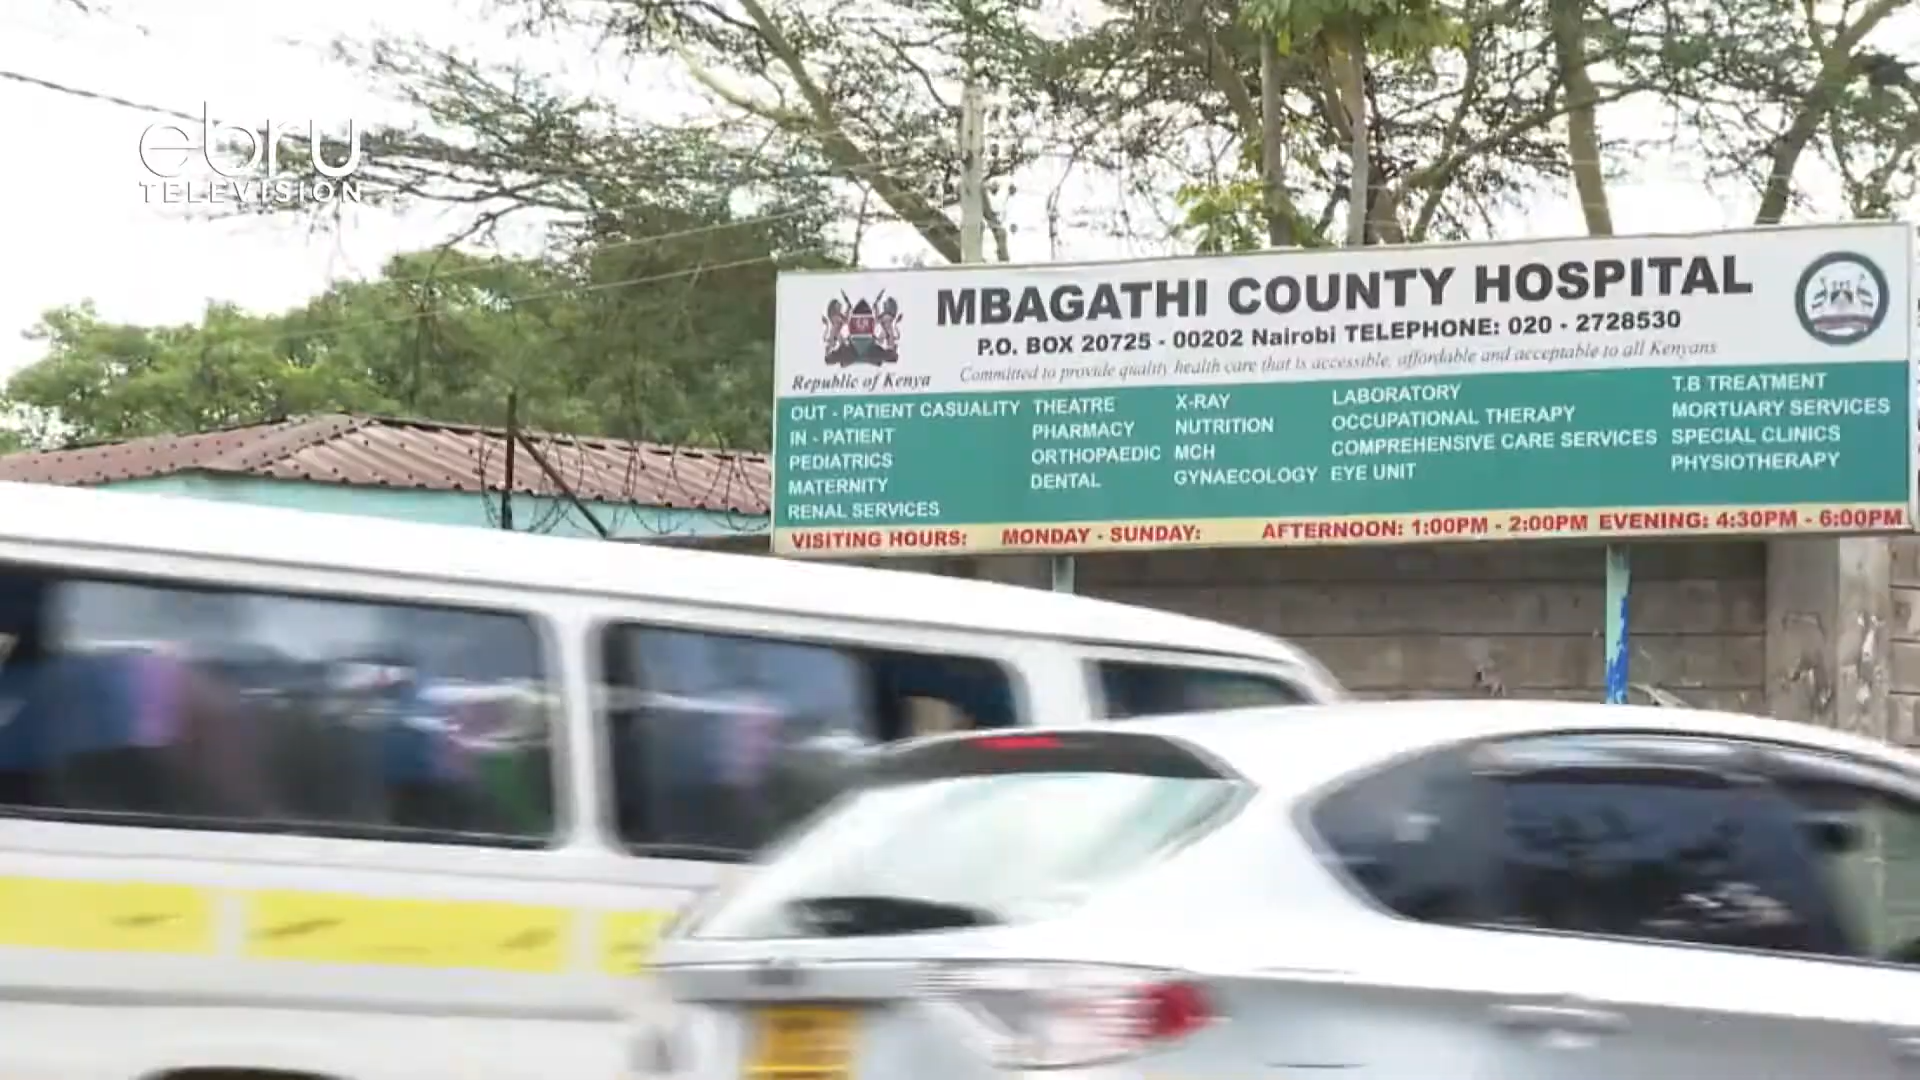 ebru
TELEVISION
MBAGATHI COUNTY HOSPITAL
P.O. BOX 20725 - 00202 Nairobi TELEPHONE: 020 - 2728530
Committed to provide quality health care that is accessible, affordable and acceptable to all Kenyans
Republic of Kenya
OUT - PATIENT CASUALITY
IN - PATIENT
PEDIATRICS
MATERNITY
RENAL SERVICES
THEATRE
PHARMACY
ORTHOPAEDIC
DENTAL
X-RAY
NUTRITION
MCH
GYNAECOLOGY
LABORATORY
OCCUPATIONAL THERAPY
COMPREHENSIVE CARE SERVICES
EYE UNIT
T.B TREATMENT
MORTUARY SERVICES
SPECIAL CLINICS
PHYSIOTHERAPY
VISITING HOURS: MONDAY - SUNDAY: AFTERNOON: 1:00PM - 2:00PM EVENING: 4:30PM - 6:00PM